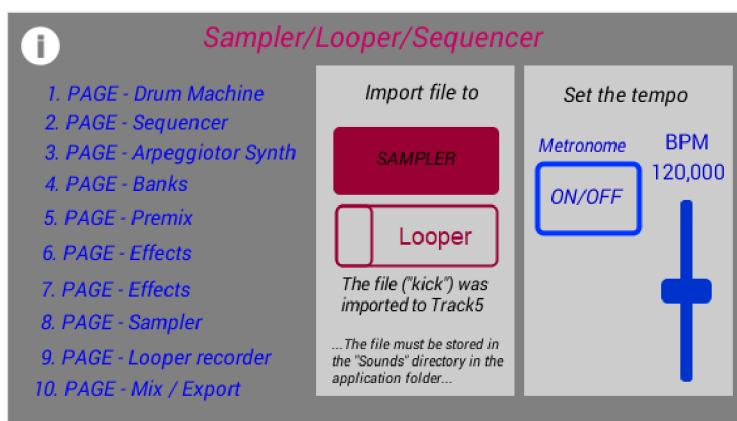 i
Sampler/Looper/Sequencer
1. PAGE - Drum Machine
2. PAGE - Sequencer
3. PAGE - Arpeggiotor Synth
4. PAGE - Banks
5. PAGE - Premix
6. PAGE - Effects
7. PAGE - Effects
8. PAGE - Sampler
9. PAGE - Looper recorder
10. PAGE - Mix / Export
Import file to
SAMPLER
Looper
The file ("kick") was
imported to Track5
...The file must be stored in
the "Sounds" directory in the
application folder...
Set the tempo
Metronome
ON/OFF
BPM
120,000